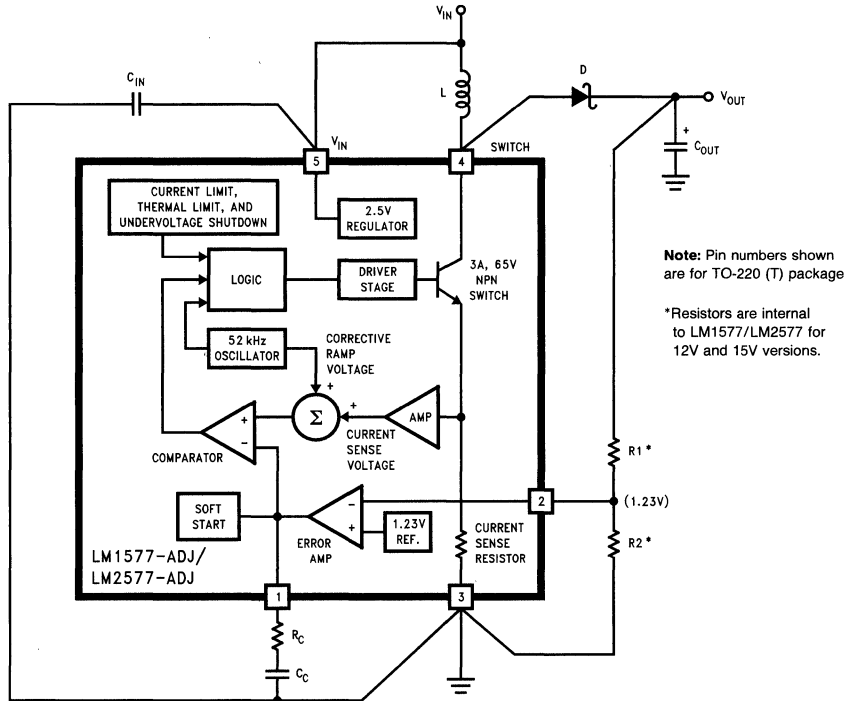 V_IN
C_IN
L
D
V_OUT
+
C_OUT
V_IN
5
4
SWITCH
CURRENT LIMIT,
THERMAL LIMIT, AND
UNDERVOLTAGE SHUTDOWN
2.5V
REGULATOR
LOGIC
DRIVER
STAGE
3A, 65V
NPN
SWITCH
Note: Pin numbers shown
are for TO-220 (T) package
*Resistors are internal
to LM1577/LM2577 for
12V and 15V versions.
52 kHz
OSCILLATOR
CORRECTIVE
RAMP
VOLTAGE
+
Σ
+
AMP
+
−
COMPARATOR
CURRENT
SENSE
VOLTAGE
R1*
2
(1.23V)
R2*
SOFT
START
−
+
ERROR
AMP
1.23V
REF.
CURRENT
SENSE
RESISTOR
LM1577-ADJ/
LM2577-ADJ
1
3
R_C
C_C